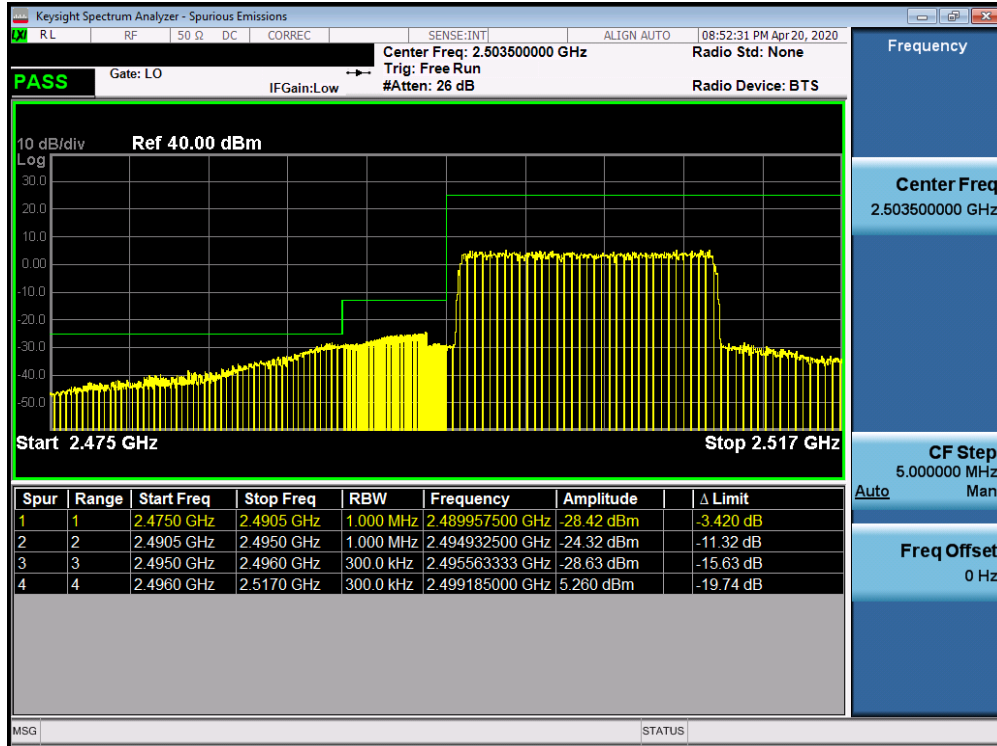 Keysight Spectrum Analyzer - Spurious Emissions
LXI RL RF 50 Ω DC CORREC SENSE:INT ALIGN AUTO 08:52:31 PM Apr 20, 2020
Center Freq: 2.503500000 GHz Radio Std: None
Gate: LO Trig: Free Run
PASS IFGain:Low #Atten: 26 dB Radio Device: BTS
10 dB/div Ref 40.00 dBm
Log
30.0
20.0
10.0
0.00
-10.0
-20.0
-30.0
-40.0
-50.0
Start 2.475 GHz Stop 2.517 GHz
Spur Range Start Freq Stop Freq RBW Frequency Amplitude Δ Limit
1 1 2.4750 GHz 2.4905 GHz 1.000 MHz 2.489957500 GHz -28.42 dBm -3.420 dB
2 2 2.4905 GHz 2.4950 GHz 1.000 MHz 2.494932500 GHz -24.32 dBm -11.32 dB
3 3 2.4950 GHz 2.4960 GHz 300.0 kHz 2.495563333 GHz -28.63 dBm -15.63 dB
4 4 2.4960 GHz 2.5170 GHz 300.0 kHz 2.499185000 GHz 5.260 dBm -19.74 dB
MSG STATUS
Frequency
Center Freq
2.503500000 GHz
CF Step
5.000000 MHz
Auto Man
Freq Offset
0 Hz